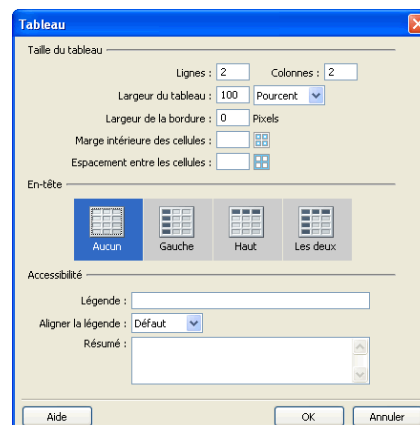 Tableau
Taille du tableau
Lignes : 2 Colonnes : 2
Largeur du tableau : 100 Pourcent
Largeur de la bordure : 0 Pixels
Marge intérieure des cellules :
Espacement entre les cellules :
En-tête
Aucun Gauche Haut Les deux
Accessibilité
Légende :
Aligner la légende : Défaut
Résumé :
Aide OK Annuler